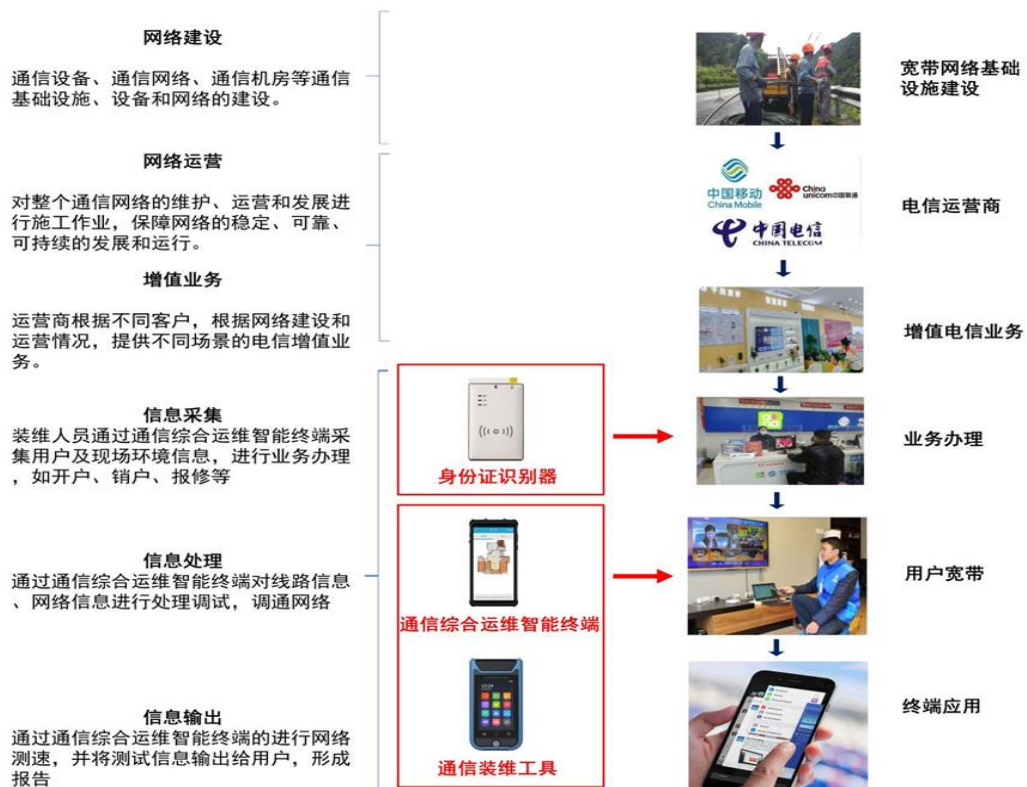 网络建设
通信设备、通信网络、通信机房等通信
基础设施、设备和网络的建设。
网络运营
对整个通信网络的维护、运营和发展进
行施工作业，保障网络的稳定、可靠、
可持续的发展和运行。
增值业务
运营商根据不同客户，根据网络建设和
运营情况，提供不同场景的电信增值业
务。
信息采集
装维人员通过通信综合运维智能终端采
集用户及现场环境信息，进行业务办理
，如开户、销户、报修等
信息处理
通过通信综合运维智能终端对线路信息
、网络信息进行处理调试，调通网络
信息输出
通过通信综合运维智能终端的进行网络
测速，并将测试信息输出给用户，形成
报告
身份证识别器
通信综合运维智能终端
通信装维工具
宽带网络基础
设施建设
中国移动
China Mobile
China
unicom中国联通
中国电信
CHINA TELECOM
电信运营商
增值电信业务
业务办理
用户宽带
终端应用